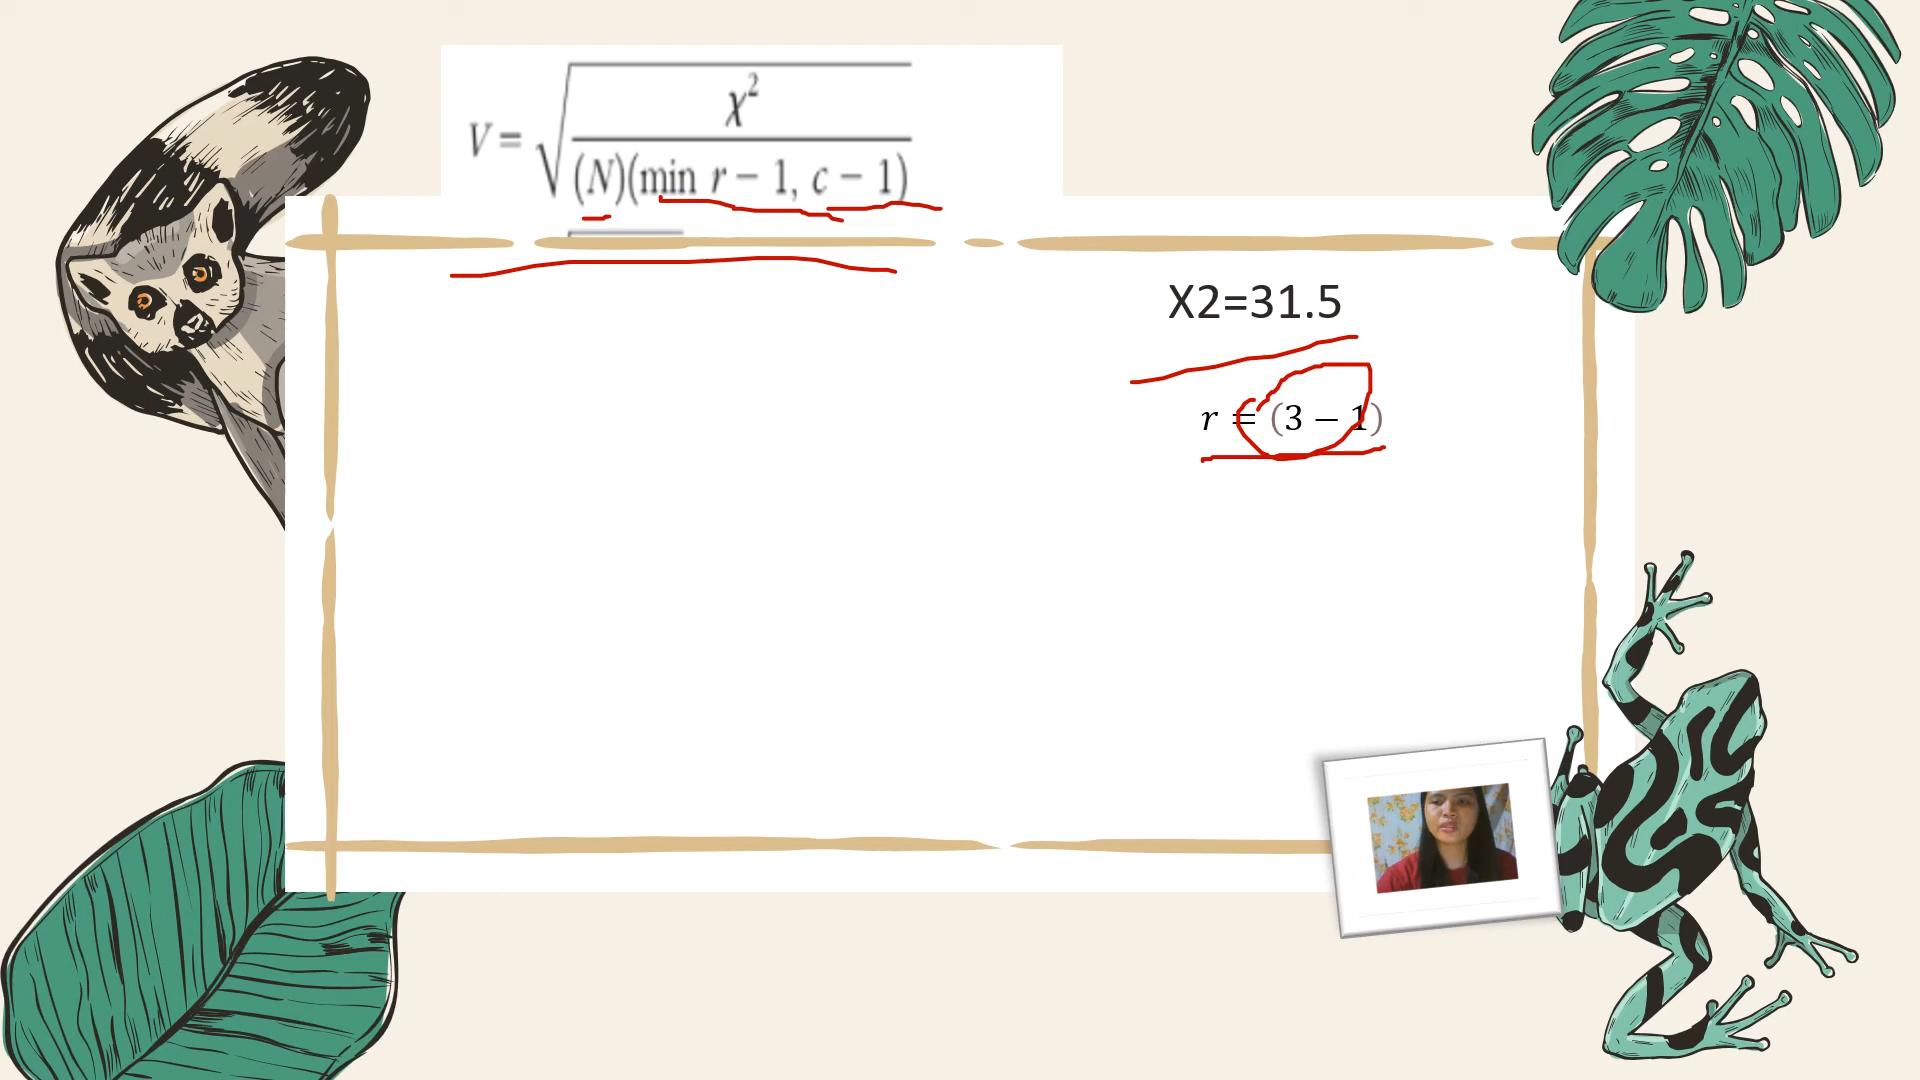 V = √χ² / (N)(min r − 1, c − 1)
X2=31.5
r = (3 − 1)